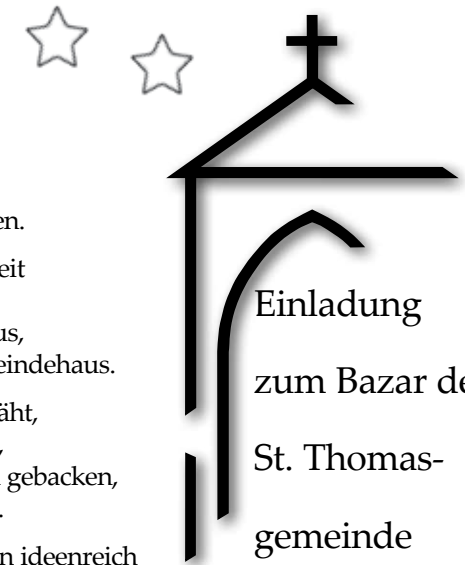 en.
eit
us,
eindehaus.
äht,
,
gebacken,
.
n ideenreich
Einladung
zum Bazar de
St. Thomas-
gemeinde